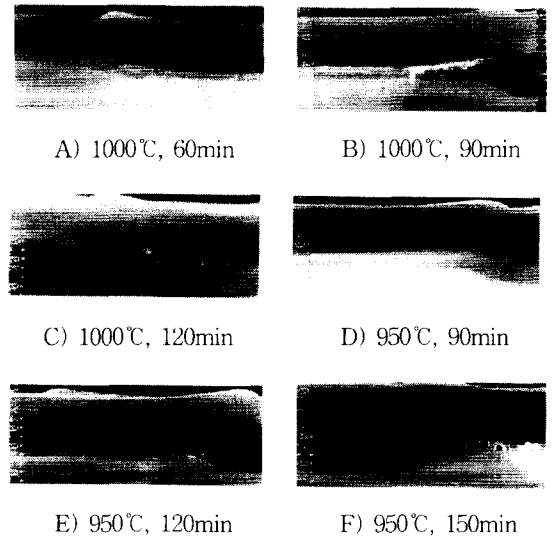 A) 1000℃, 60min
B) 1000℃, 90min
C) 1000℃, 120min
D) 950℃, 90min
E) 950℃, 120min
F) 950℃, 150min